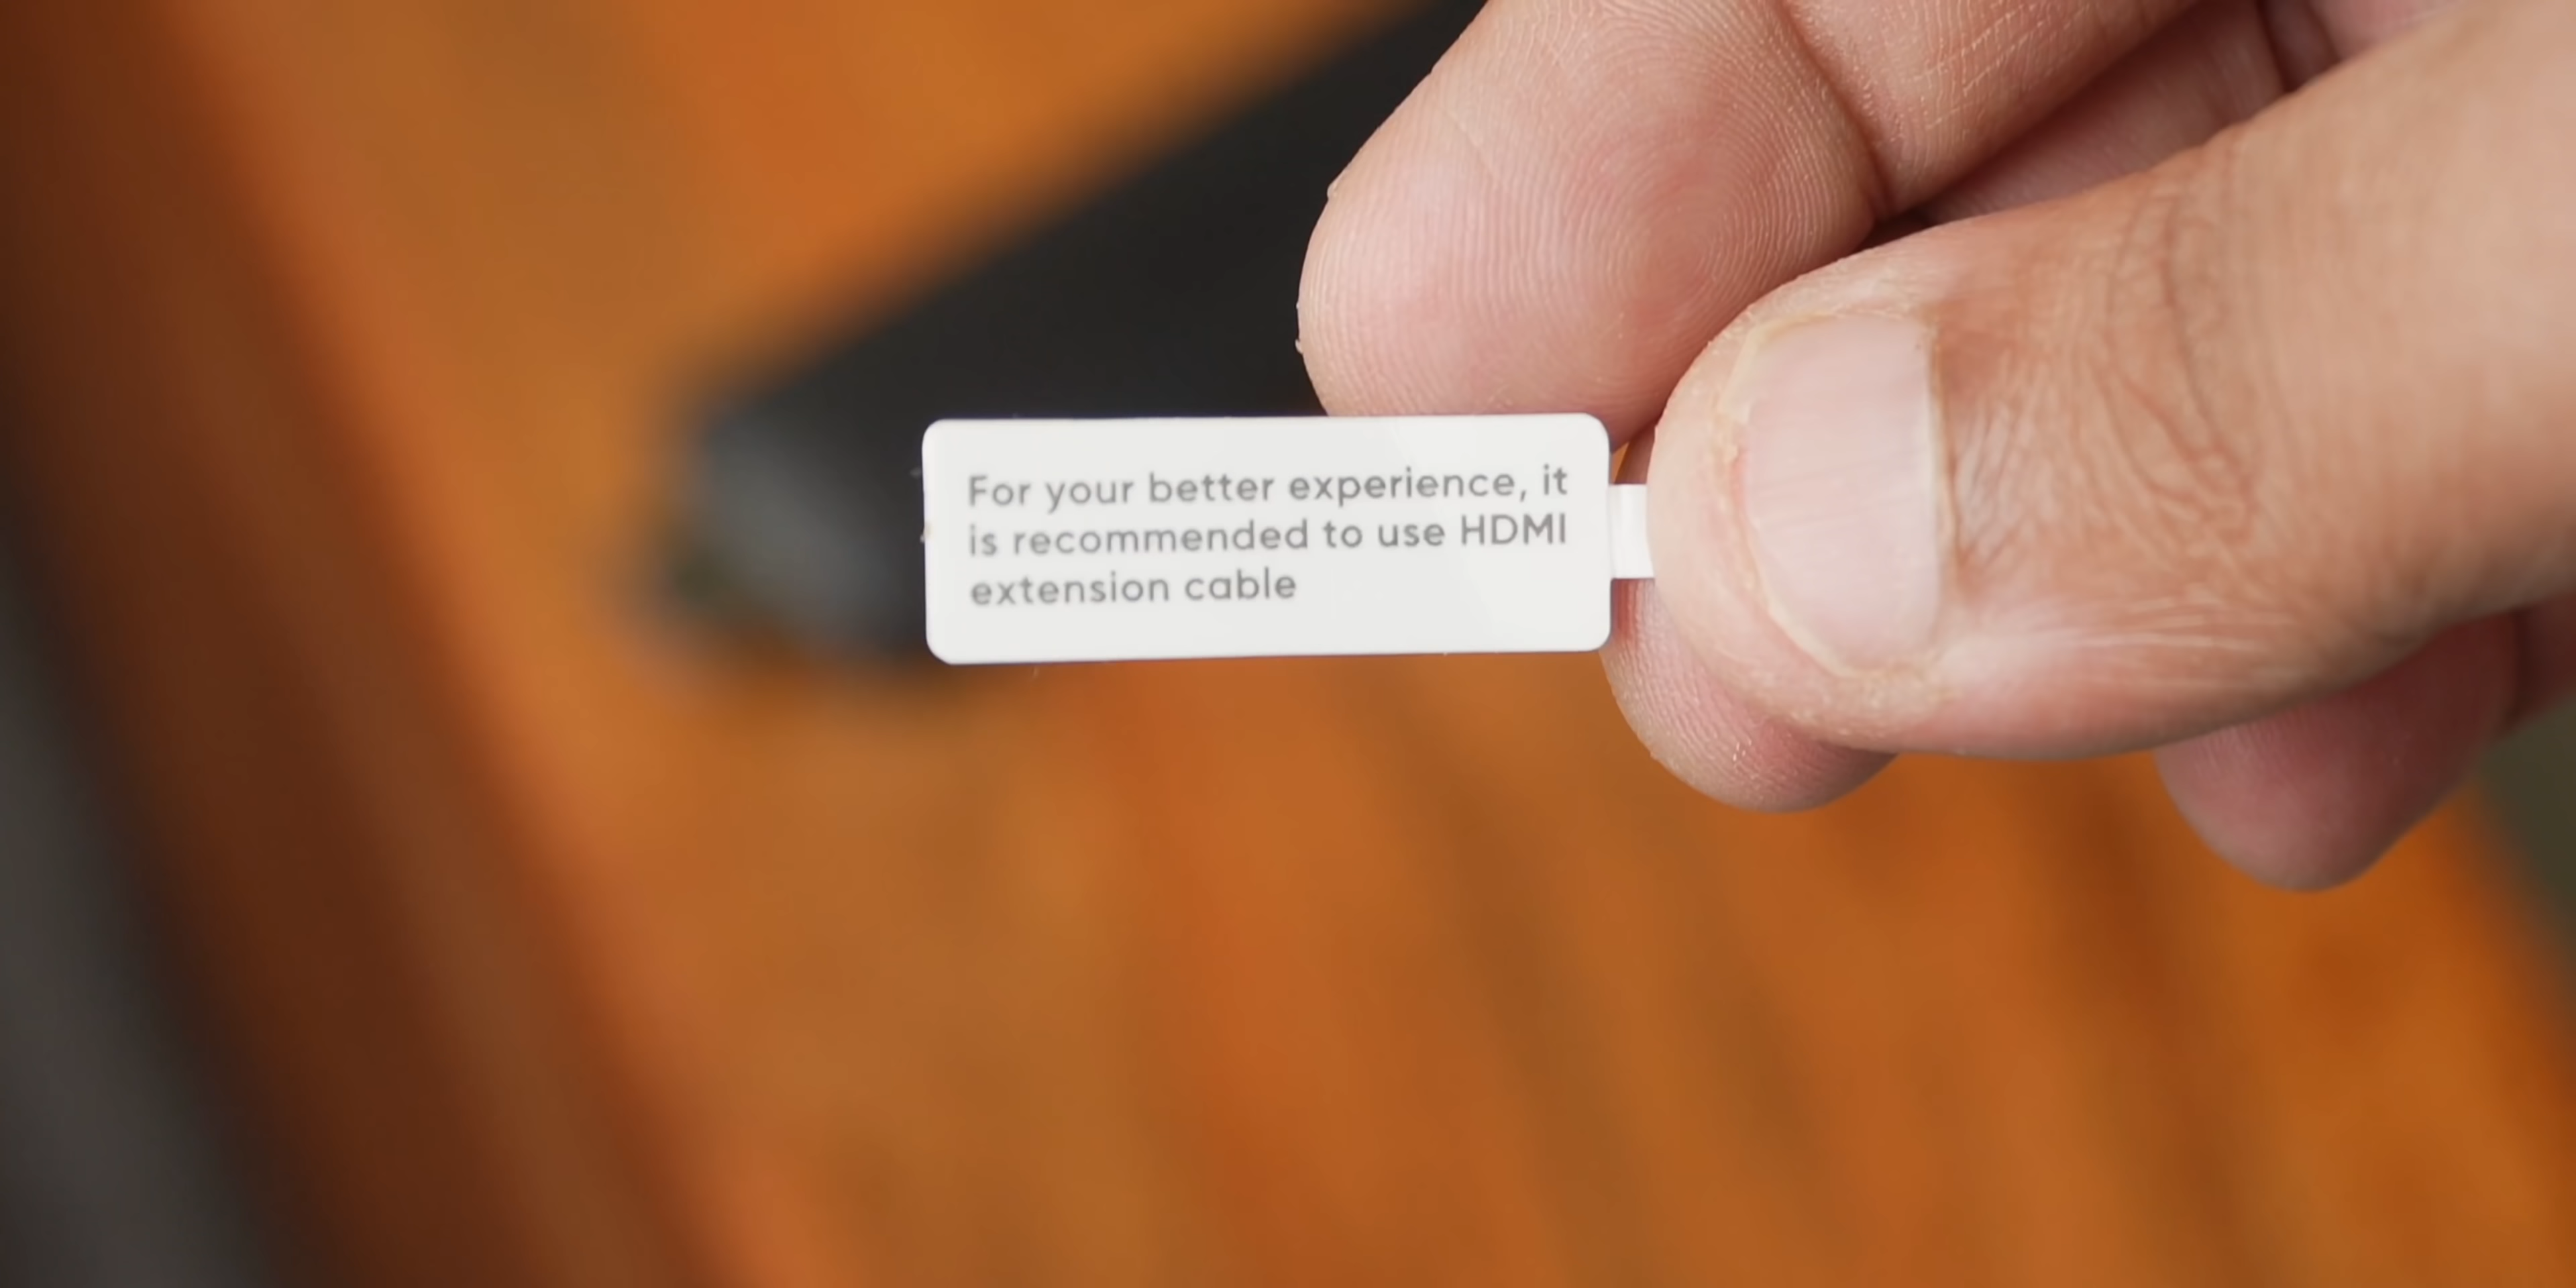 For your better experience, it
is recommended to use HDMI
extension cable